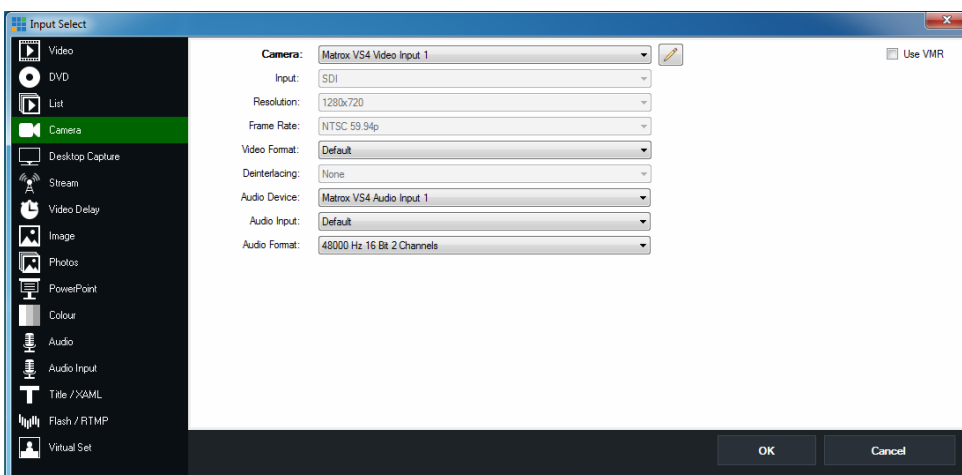 Input Select
Video
DVD
List
Camera
Desktop Capture
Stream
Video Delay
Image
Photos
PowerPoint
Colour
Audio
Audio Input
Title / XAML
Flash / RTMP
Virtual Set
Camera: Matrox VS4 Video Input 1
Use VMR
Input: SDI
Resolution: 1280x720
Frame Rate: NTSC 59.94p
Video Format: Default
Deinterlacing: None
Audio Device: Matrox VS4 Audio Input 1
Audio Input: Default
Audio Format: 48000 Hz 16 Bit 2 Channels
OK Cancel